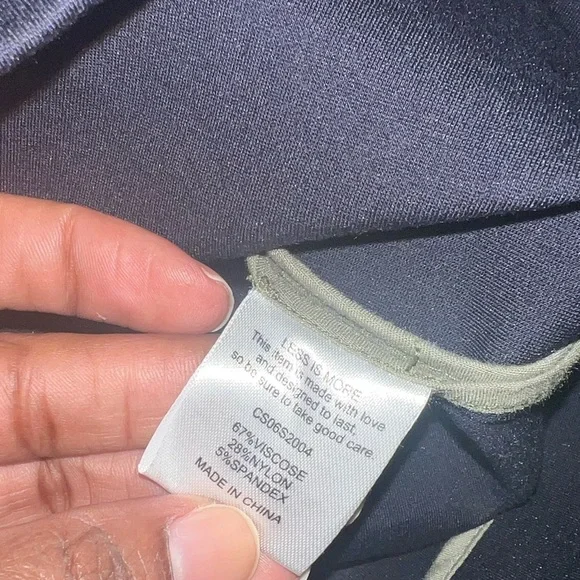 LESS IS MORE
This item is made with love
and designed to last,
so be sure to take good care.
CS06S2004
67%VISCOSE
28%NYLON
5%SPANDEX
MADE IN CHINA